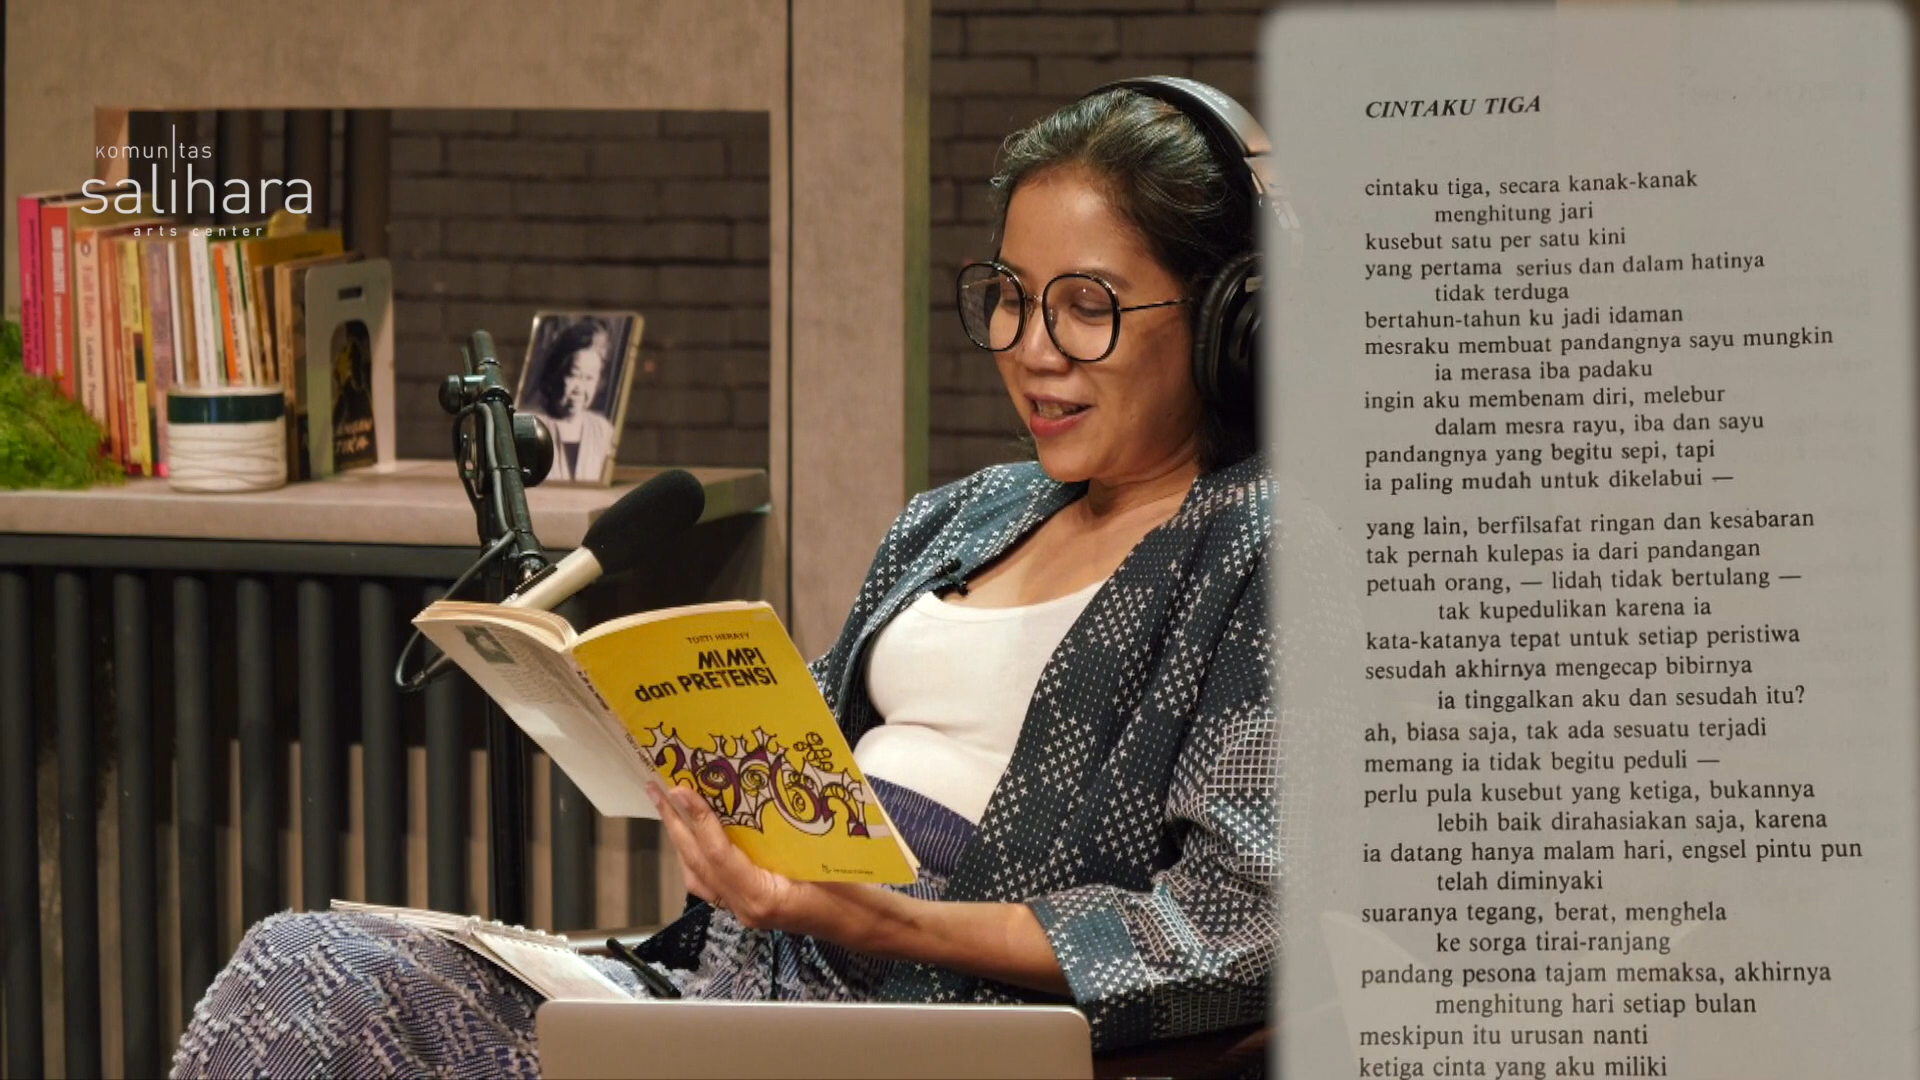 komunitas
salihara
arts center
TOETI HERATY
MIMPI
dan PRETENSI
CINTAKU TIGA
cintaku tiga, secara kanak-kanak
menghitung jari
kusebut satu per satu kini
yang pertama serius dan dalam hatinya
tidak terduga
bertahun-tahun ku jadi idaman
mesraku membuat pandangnya sayu mungkin
ia merasa iba padaku
ingin aku membenam diri, melebur
dalam mesra rayu, iba dan sayu
pandangnya yang begitu sepi, tapi
ia paling mudah untuk dikelabui —
yang lain, berfilsafat ringan dan kesabaran
tak pernah kulepas ia dari pandangan
petuah orang, — lidah tidak bertulang —
tak kupedulikan karena ia
kata-katanya tepat untuk setiap peristiwa
sesudah akhirnya mengecap bibirnya
ia tinggalkan aku dan sesudah itu?
ah, biasa saja, tak ada sesuatu terjadi
memang ia tidak begitu peduli —
perlu pula kusebut yang ketiga, bukannya
lebih baik dirahasiakan saja, karena
ia datang hanya malam hari, engsel pintu pun
telah diminyaki
suaranya tegang, berat, menghela
ke sorga tirai-ranjang
pandang pesona tajam memaksa, akhirnya
menghitung hari setiap bulan
meskipun itu urusan nanti
ketiga cinta yang aku miliki